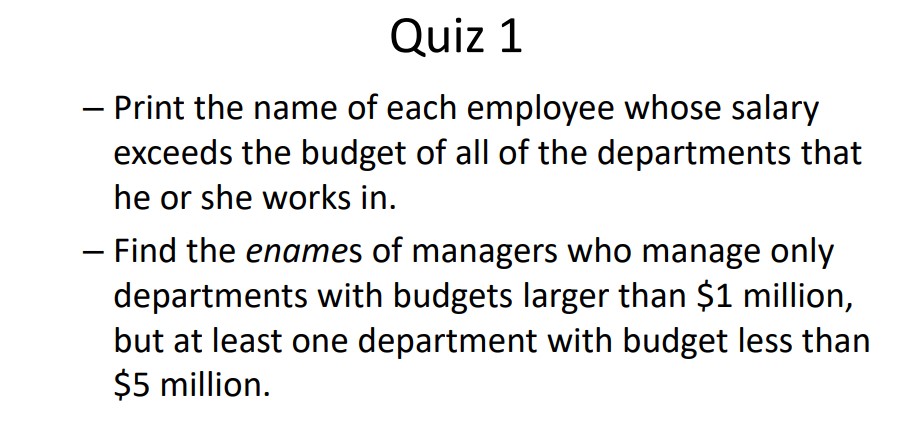 Quiz 1
– Print the name of each employee whose salary
exceeds the budget of all of the departments that
he or she works in.
– Find the enames of managers who manage only
departments with budgets larger than $1 million,
but at least one department with budget less than
$5 million.